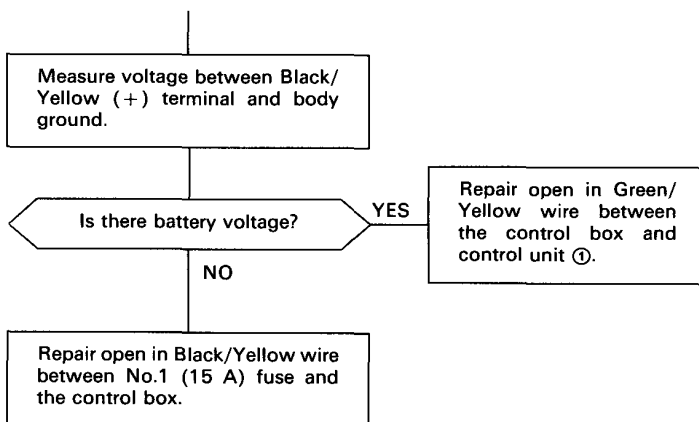 Measure voltage between Black/
Yellow (+) terminal and body
ground.
Is there battery voltage?
YES
Repair open in Green/
Yellow wire between
the control box and
control unit ①.
NO
Repair open in Black/Yellow wire
between No.1 (15 A) fuse and
the control box.